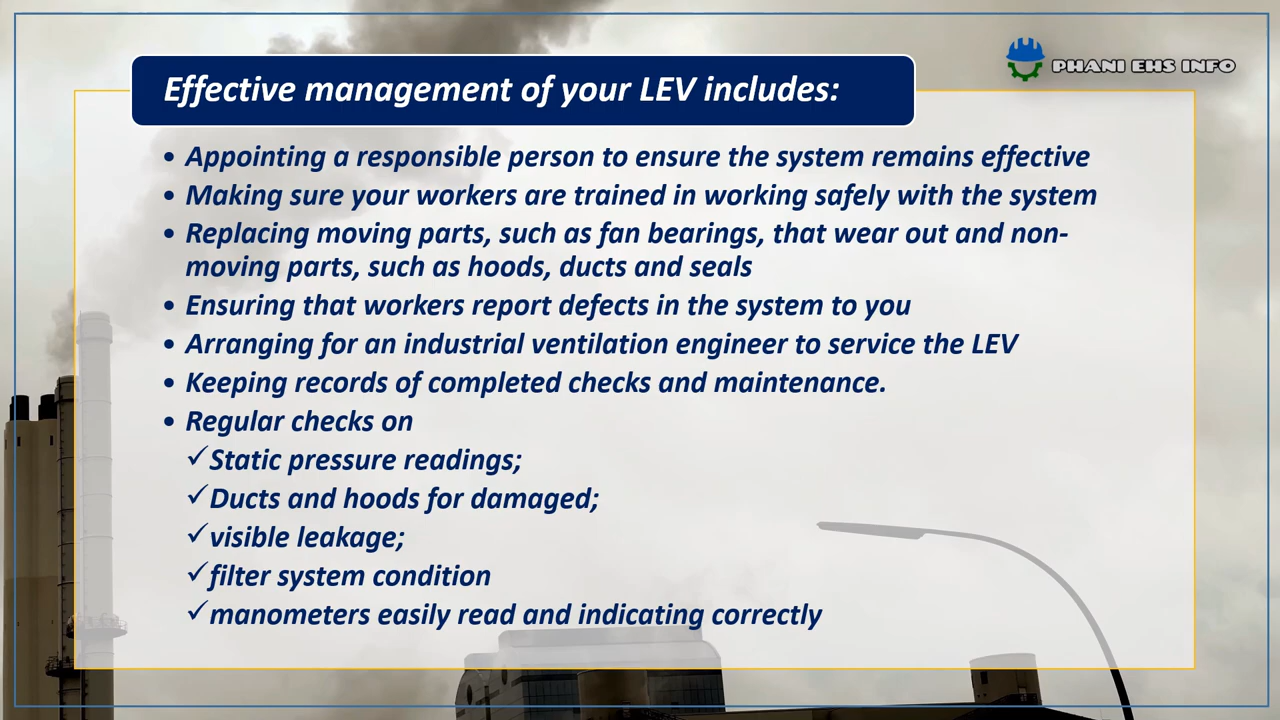 PHANI EHS INFO
Effective management of your LEV includes:
• Appointing a responsible person to ensure the system remains effective
• Making sure your workers are trained in working safely with the system
• Replacing moving parts, such as fan bearings, that wear out and non-
moving parts, such as hoods, ducts and seals
• Ensuring that workers report defects in the system to you
• Arranging for an industrial ventilation engineer to service the LEV
• Keeping records of completed checks and maintenance.
• Regular checks on
✓Static pressure readings;
✓Ducts and hoods for damaged;
✓visible leakage;
✓filter system condition
✓manometers easily read and indicating correctly